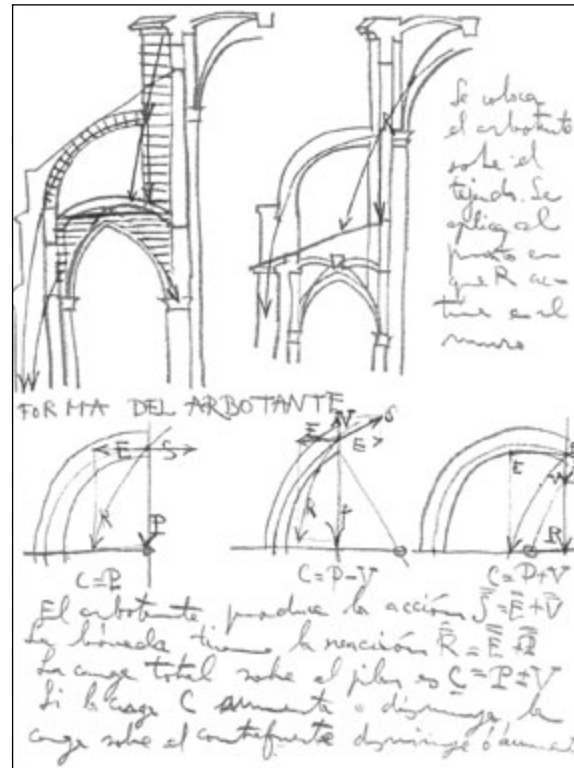 Se coloca
el arbotante
sobre el
tejado. Se
aplica al
punto en
que R ac-
túa en el
muro
FORMA DEL ARBOTANTE
E S
R P
C=P
E V S
E
R
C=P-V
E
R
C=P+V
El arbotante produce la acción S=E+V
La bóveda tiene la reacción R=E+P
La carga total sobre el pilar es C=P±V
Si la carga C aumenta o disminuye la
carga sobre el contrafuerte disminuye ó aumenta